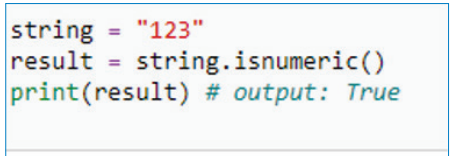 string = "123"
result = string.isnumeric()
print(result) # output: True